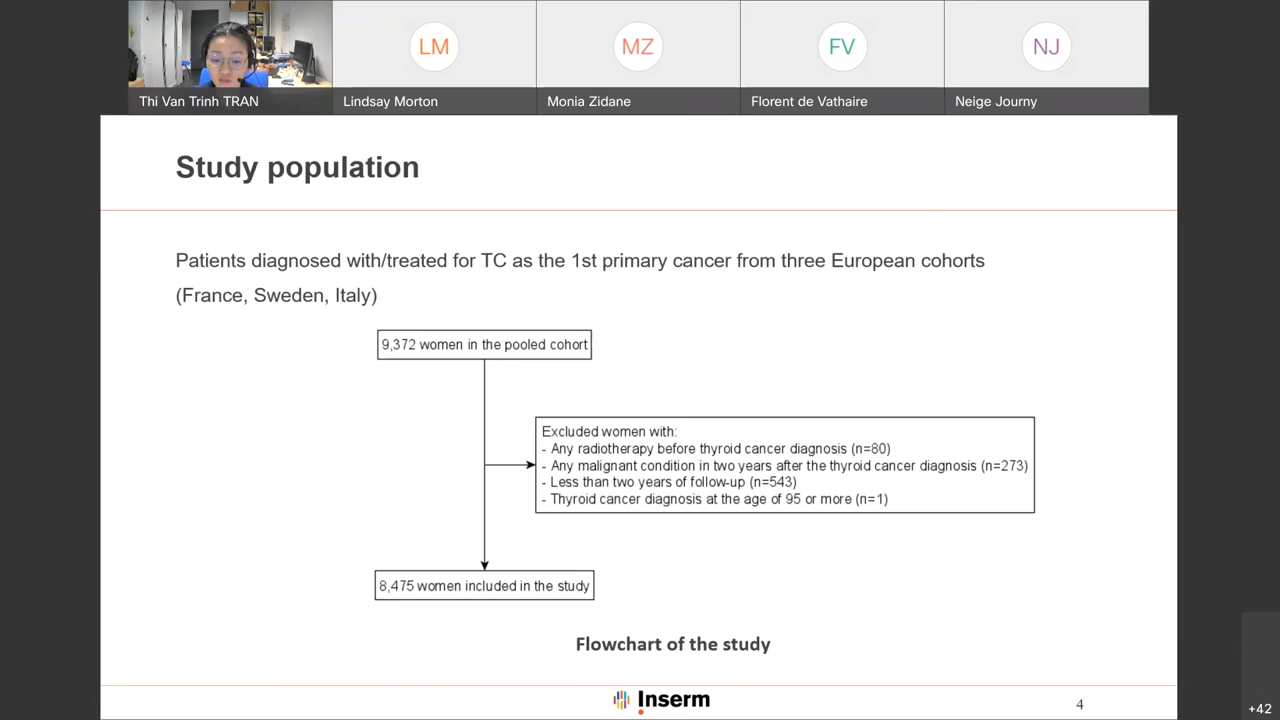 LM
MZ
FV
NJ
Thi Van Trinh TRAN
Lindsay Morton
Monia Zidane
Florent de Vathaire
Neige Journy
Study population
Patients diagnosed with/treated for TC as the 1st primary cancer from three European cohorts
(France, Sweden, Italy)
9,372 women in the pooled cohort
Excluded women with:
- Any radiotherapy before thyroid cancer diagnosis (n=80)
- Any malignant condition in two years after the thyroid cancer diagnosis (n=273)
- Less than two years of follow-up (n=543)
- Thyroid cancer diagnosis at the age of 95 or more (n=1)
8,475 women included in the study
Flowchart of the study
Inserm
4
+42